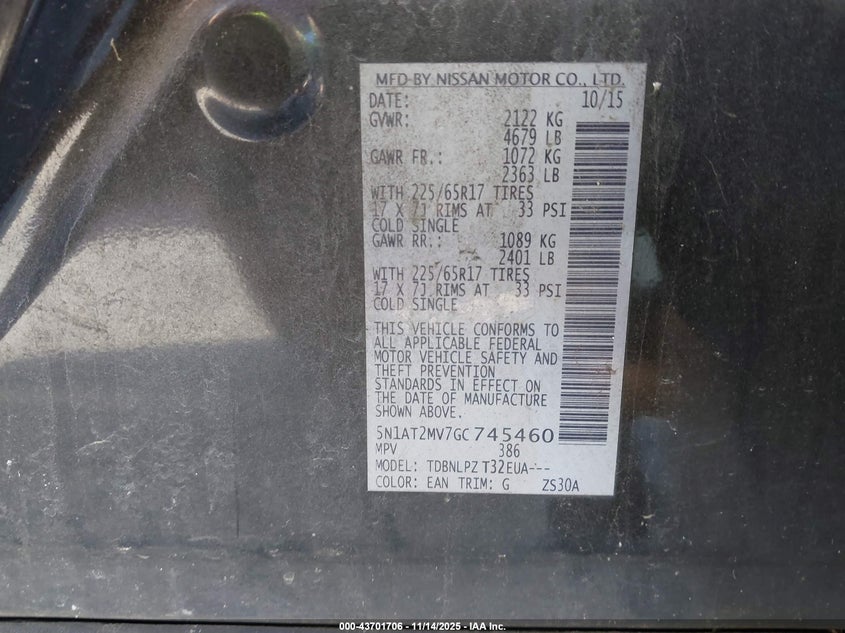 MFD BY NISSAN MOTOR CO., LTD.
DATE: 10/15
GVWR: 2122 KG
4679 LB
GAWR FR.: 1072 KG
2363 LB
WITH 225/65R17 TIRES
17 X 7J RIMS AT 33 PSI
COLD SINGLE
GAWR RR.: 1089 KG
2401 LB
WITH 225/65R17 TIRES
17 X 7J RIMS AT 33 PSI
COLD SINGLE
THIS VEHICLE CONFORMS TO
ALL APPLICABLE FEDERAL
MOTOR VEHICLE SAFETY AND
THEFT PREVENTION
STANDARDS IN EFFECT ON
THE DATE OF MANUFACTURE
SHOWN ABOVE.
5N1AT2MV7GC745460
MPV 386
MODEL: TDBNLPZ T32EUA---
COLOR: EAN TRIM: G ZS30A
000-43701706 - 11/14/2025 - IAA Inc.